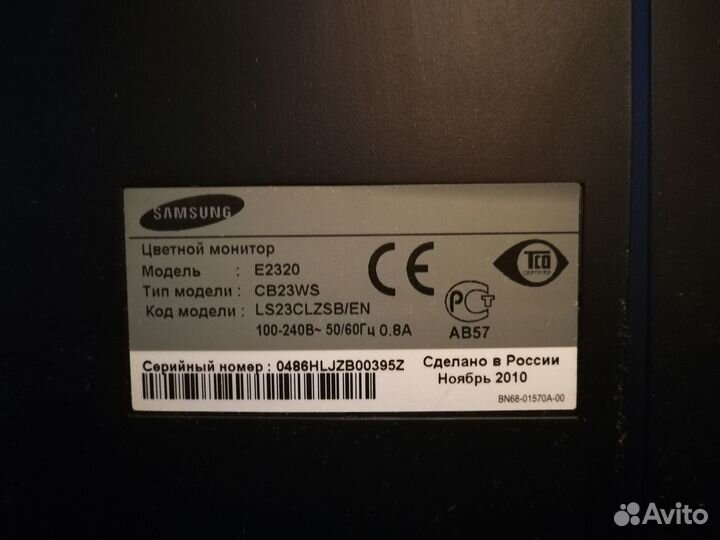 SAMSUNG
Цветной монитор
Модель : E2320
Тип модели : CB23WS
Код модели : LS23CLZSB/EN
100-240В~ 50/60Гц 0.8А
CE
РСТ
АВ57
TCO
CERTIFIED
Серийный номер : 0486HLJZB00395Z
Сделано в России
Ноябрь 2010
BN68-01570A-00
Avito